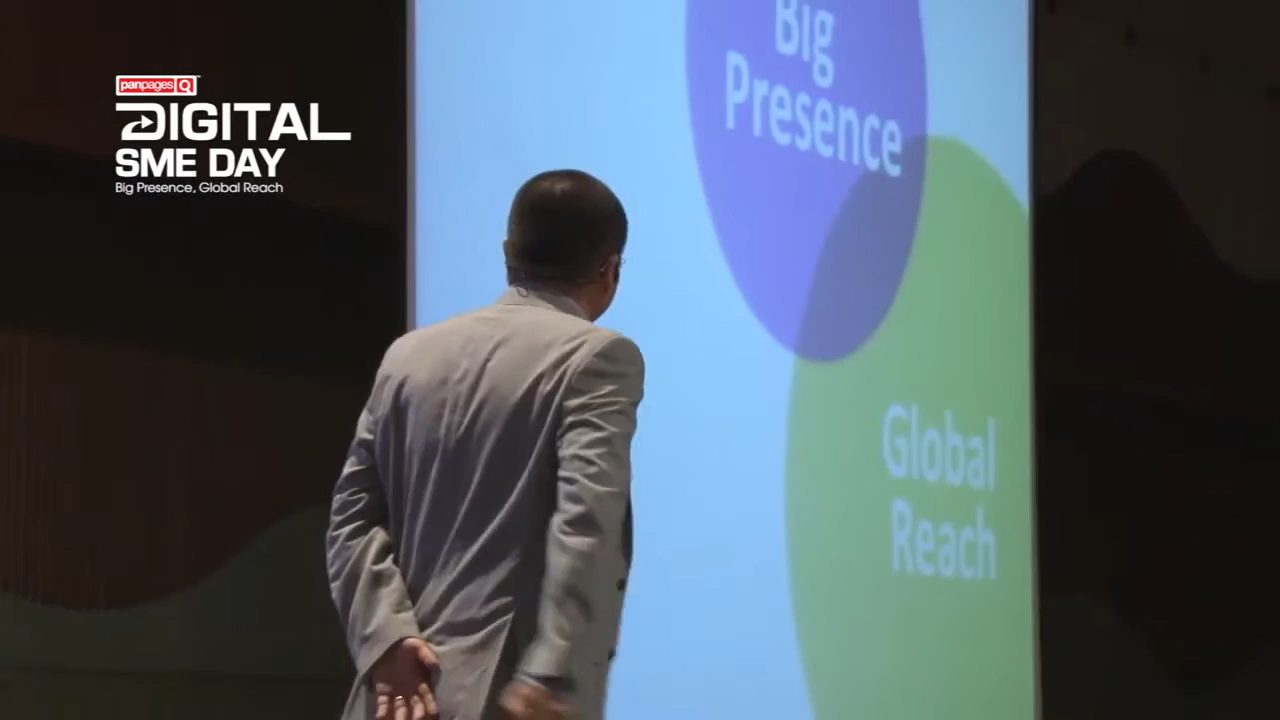 panpages
DIGITAL
SME DAY
Big Presence, Global Reach
Big
Presence
Global
Reach